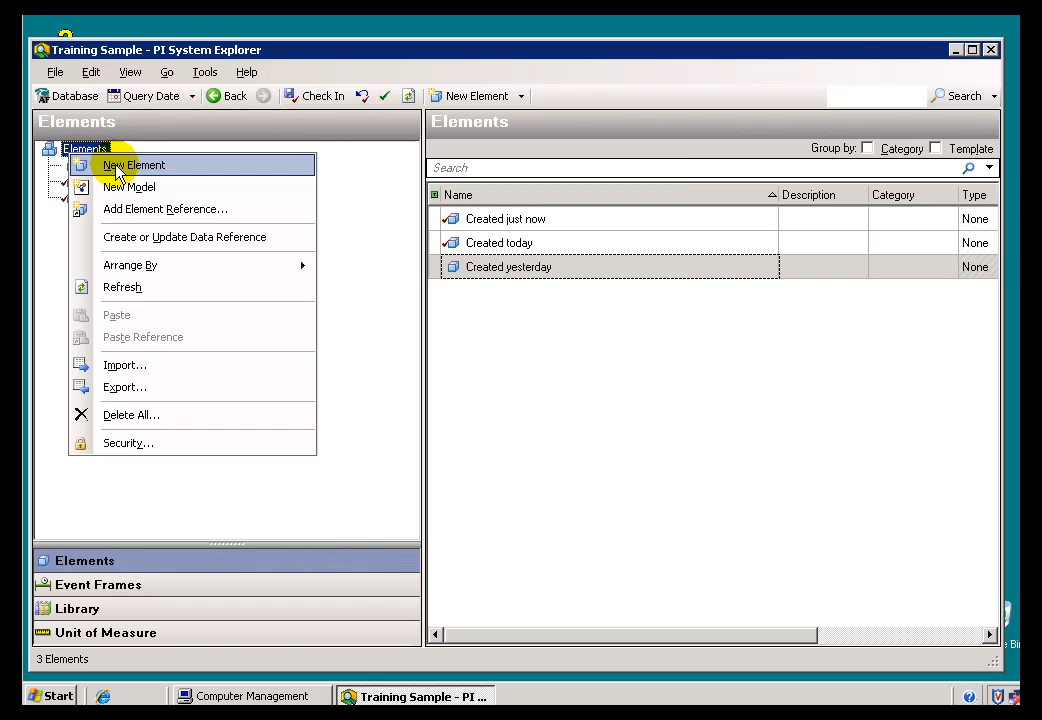 Training Sample - PI System Explorer
File Edit View Go Tools Help
Database Query Date Back Check In New Element Search
Elements
Elements
New Element
New Model
Add Element Reference...
Create or Update Data Reference
Arrange By
Refresh
Paste
Paste Reference
Import...
Export...
Delete All...
Security...
Elements
Event Frames
Library
Unit of Measure
Elements
Group by: Category Template
Search
Name Description Category Type
Created just now None
Created today None
Created yesterday None
3 Elements
Start Computer Management Training Sample - PI ...